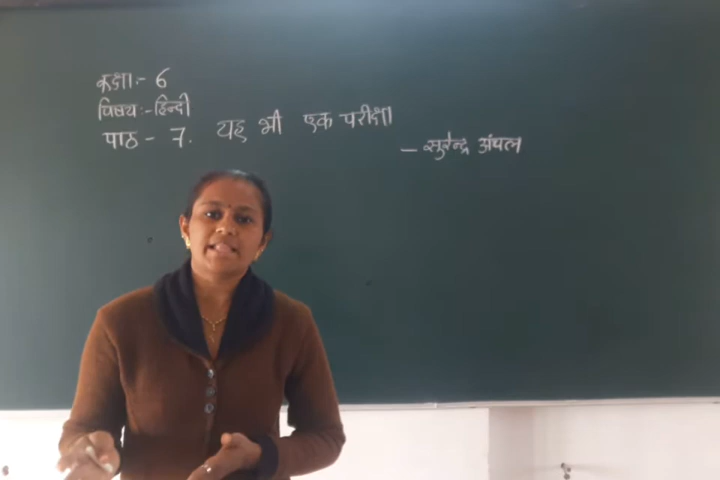 कक्षा:- 6
विषय:- हिन्दी
पाठ - 7. यह भी एक परीक्षा
- सुरेन्द्र अंचल